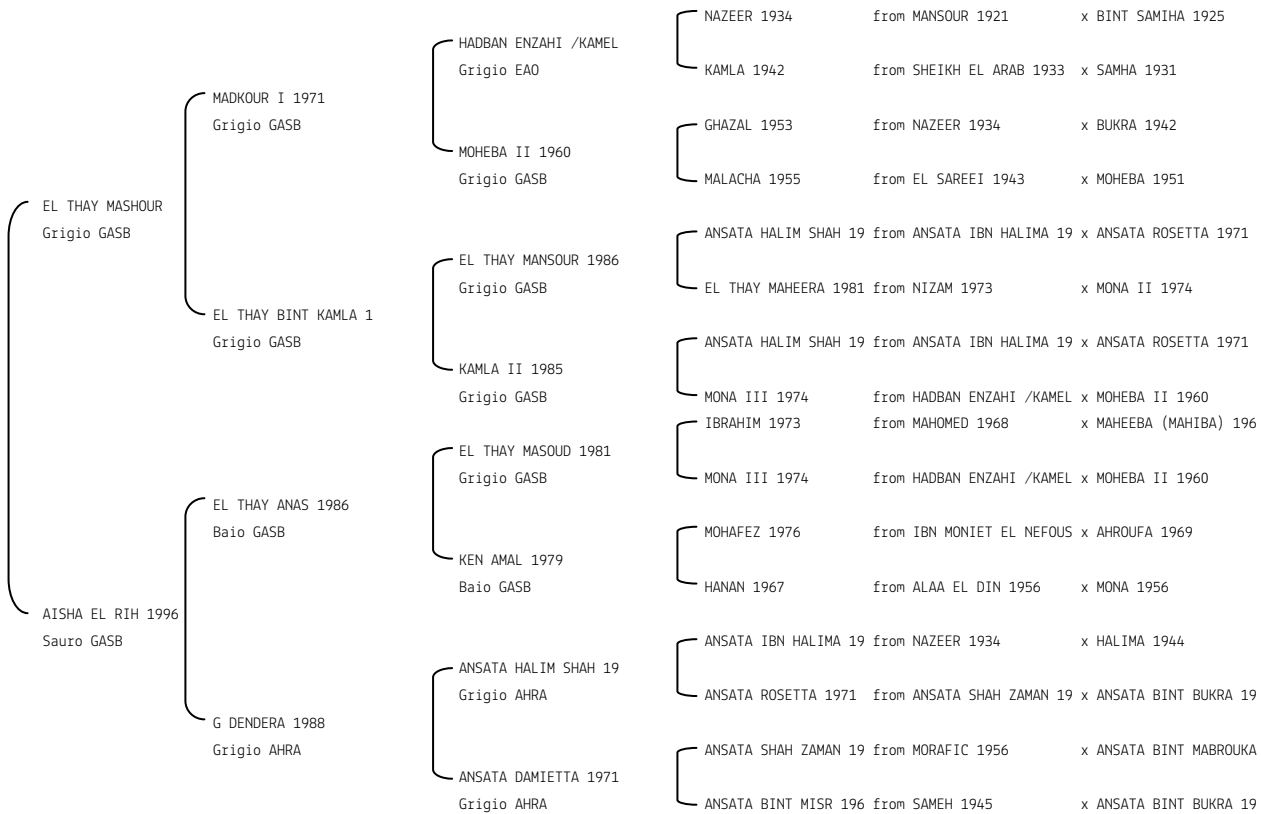 NAZEER 1934 from MANSOUR 1921 x BINT SAMIHA 1925
HADBAN ENZAHI /KAMEL
Grigio EAO
KAMLA 1942 from SHEIKH EL ARAB 1933 x SAMHA 1931
MADKOUR I 1971
Grigio GASB
GHAZAL 1953 from NAZEER 1934 x BUKRA 1942
MOHEBA II 1960
Grigio GASB
MALACHA 1955 from EL SAREEI 1943 x MOHEBA 1951
EL THAY MASHOUR
Grigio GASB
ANSATA HALIM SHAH 19 from ANSATA IBN HALIMA 19 x ANSATA ROSETTA 1971
EL THAY MANSOUR 1986
Grigio GASB
EL THAY MAHEERA 1981 from NIZAM 1973 x MONA II 1974
EL THAY BINT KAMLA 1
Grigio GASB
ANSATA HALIM SHAH 19 from ANSATA IBN HALIMA 19 x ANSATA ROSETTA 1971
KAMLA II 1985
Grigio GASB
MONA III 1974 from HADBAN ENZAHI /KAMEL x MOHEBA II 1960
IBRAHIM 1973 from MAHOMED 1968 x MAHEEBA (MAHIBA) 196
EL THAY MASOUD 1981
Grigio GASB
MONA III 1974 from HADBAN ENZAHI /KAMEL x MOHEBA II 1960
EL THAY ANAS 1986
Baio GASB
MOHAFEZ 1976 from IBN MONIET EL NEFOUS x AHROUFA 1969
KEN AMAL 1979
Baio GASB
HANAN 1967 from ALAA EL DIN 1956 x MONA 1956
AISHA EL RIH 1996
Sauro GASB
ANSATA IBN HALIMA 19 from NAZEER 1934 x HALIMA 1944
ANSATA HALIM SHAH 19
Grigio AHRA
ANSATA ROSETTA 1971 from ANSATA SHAH ZAMAN 19 x ANSATA BINT BUKRA 19
G DENDERA 1988
Grigio AHRA
ANSATA SHAH ZAMAN 19 from MORAFIC 1956 x ANSATA BINT MABROUKA
ANSATA DAMIETTA 1971
Grigio AHRA
ANSATA BINT MISR 196 from SAMEH 1945 x ANSATA BINT BUKRA 19